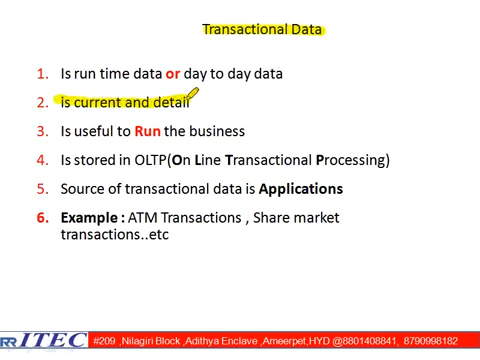 Transactional Data
1. Is run time data or day to day data
2. is current and detail
3. Is useful to Run the business
4. Is stored in OLTP(On Line Transactional Processing)
5. Source of transactional data is Applications
6. Example : ATM Transactions , Share market
transactions..etc
RR ITEC #209 ,Nilagiri Block ,Adithya Enclave ,Ameerpet,HYD @8801408841, 8790998182